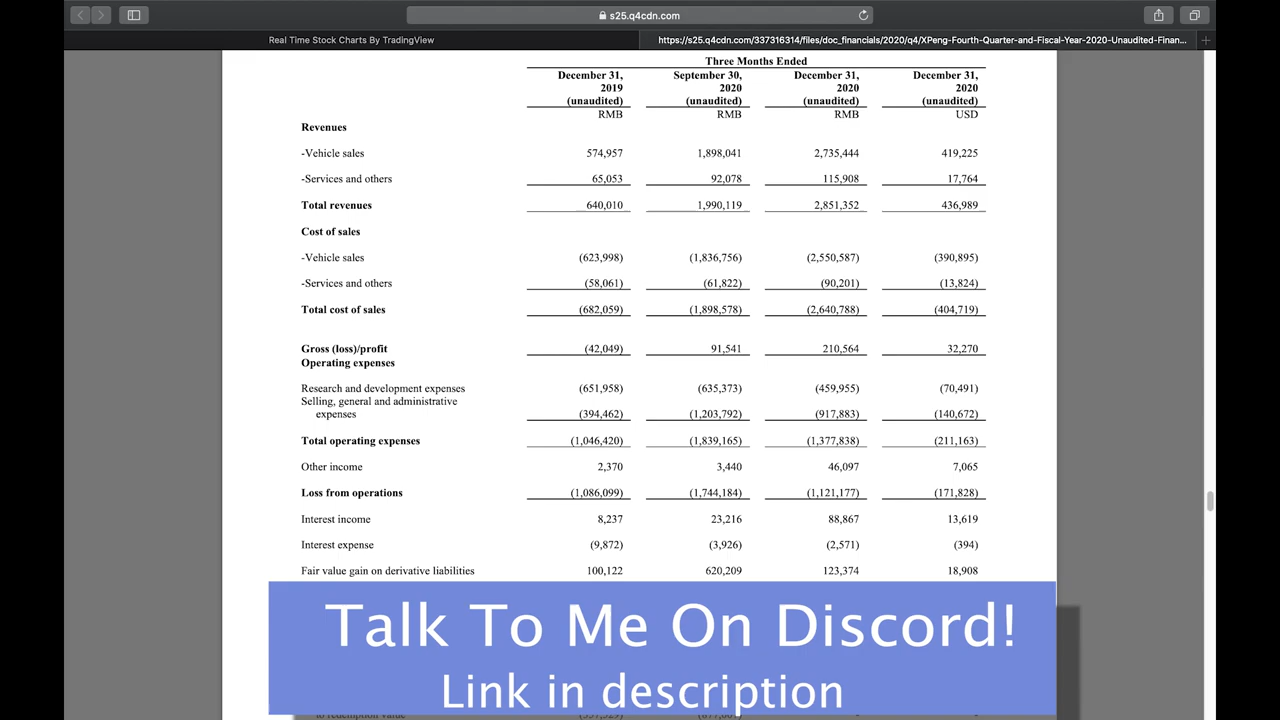 s25.q4cdn.com
Real Time Stock Charts By TradingView
https://s25.q4cdn.com/337316314/files/doc_financials/2020/q4/XPeng-Fourth-Quarter-and-Fiscal-Year-2020-Unaudited-Finan...
Three Months Ended
December 31, September 30, December 31, December 31,
2019 2020 2020 2020
(unaudited) (unaudited) (unaudited) (unaudited)
RMB RMB RMB USD
Revenues
-Vehicle sales 574,957 1,898,041 2,735,444 419,225
-Services and others 65,053 92,078 115,908 17,764
Total revenues 640,010 1,990,119 2,851,352 436,989
Cost of sales
-Vehicle sales (623,998) (1,836,756) (2,550,587) (390,895)
-Services and others (58,061) (61,822) (90,201) (13,824)
Total cost of sales (682,059) (1,898,578) (2,640,788) (404,719)
Gross (loss)/profit (42,049) 91,541 210,564 32,270
Operating expenses
Research and development expenses (651,958) (635,373) (459,955) (70,491)
Selling, general and administrative
expenses (394,462) (1,203,792) (917,883) (140,672)
Total operating expenses (1,046,420) (1,839,165) (1,377,838) (211,163)
Other income 2,370 3,440 46,097 7,065
Loss from operations (1,086,099) (1,744,184) (1,121,177) (171,828)
Interest income 8,237 23,216 88,867 13,619
Interest expense (9,872) (3,926) (2,571) (394)
Fair value gain on derivative liabilities 100,122 620,209 123,374 18,908
Talk To Me On Discord!
Link in description